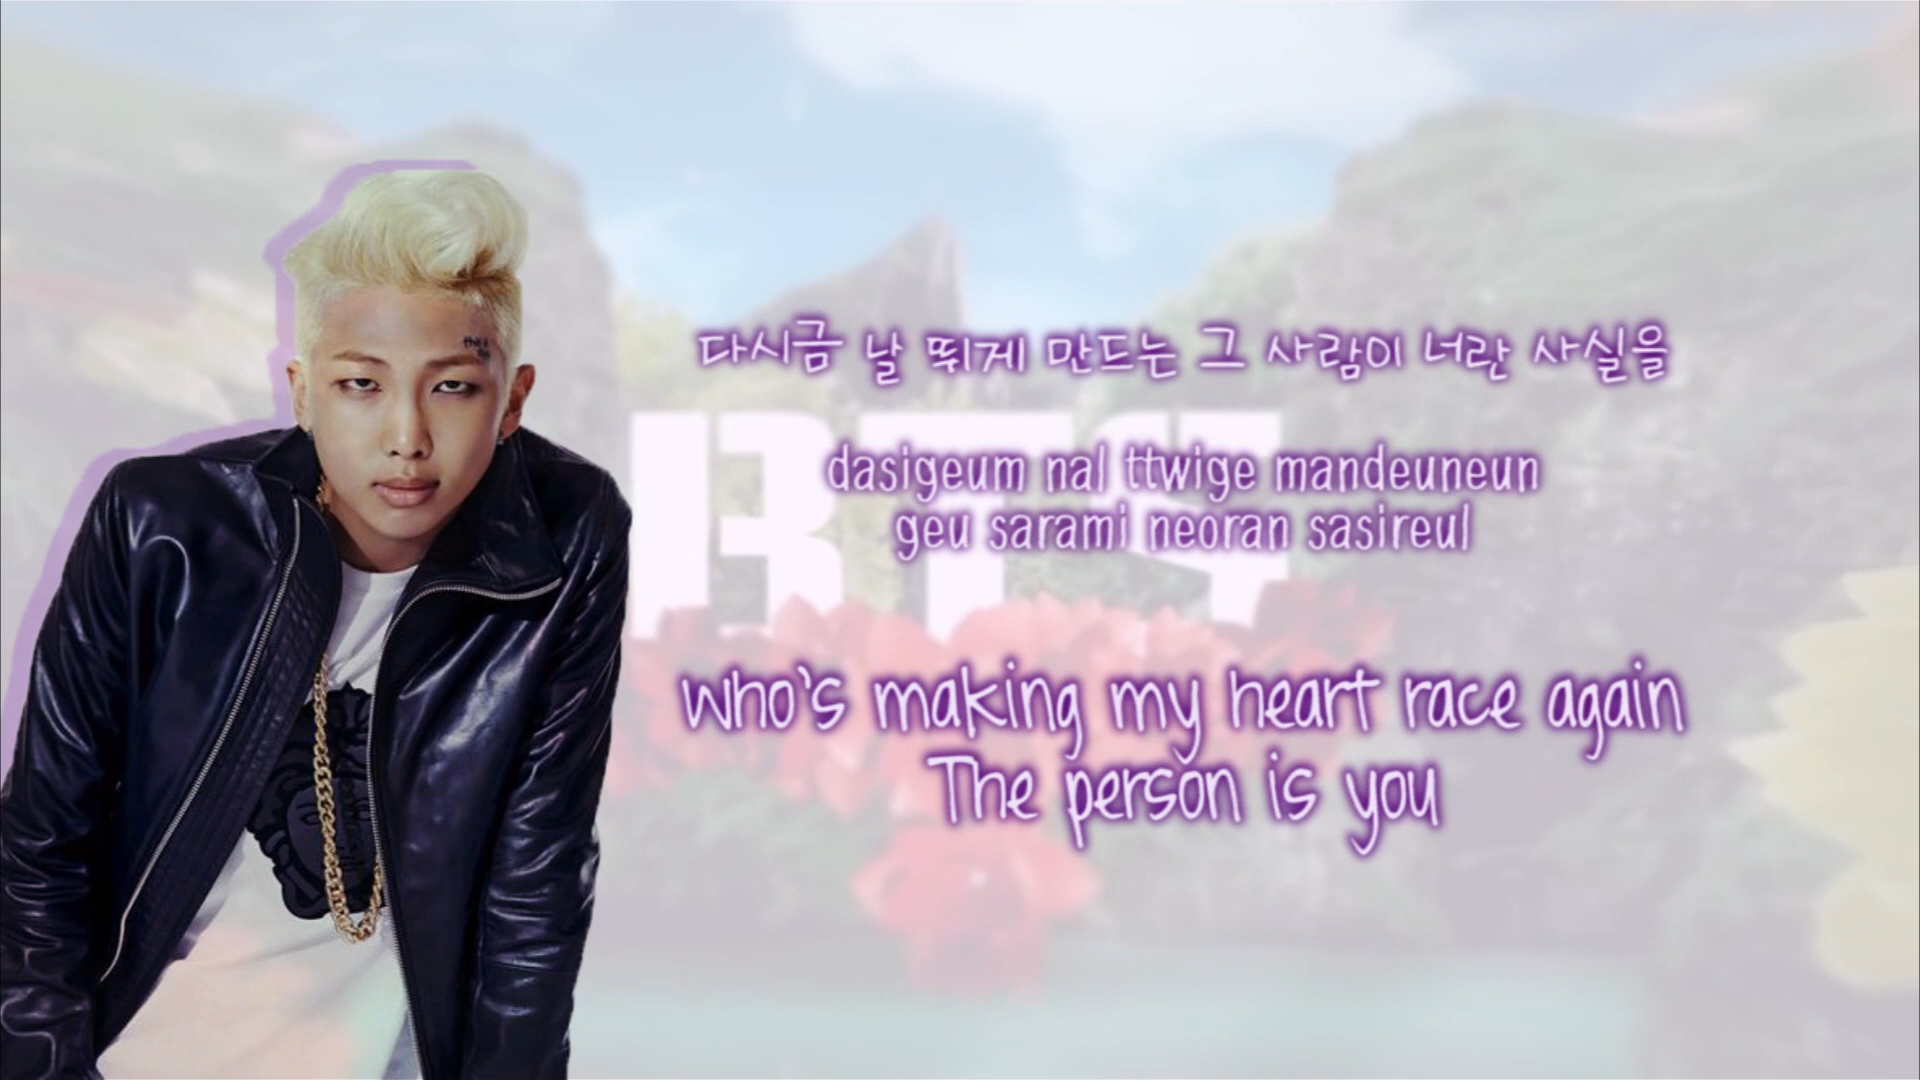 다시금 날 뛰게 만드는 그 사람이 너란 사실을
BTS
dasigeum nal ttwige mandeuneun
geu sarami neoran sasireul
Who's making my heart race again
The person is you